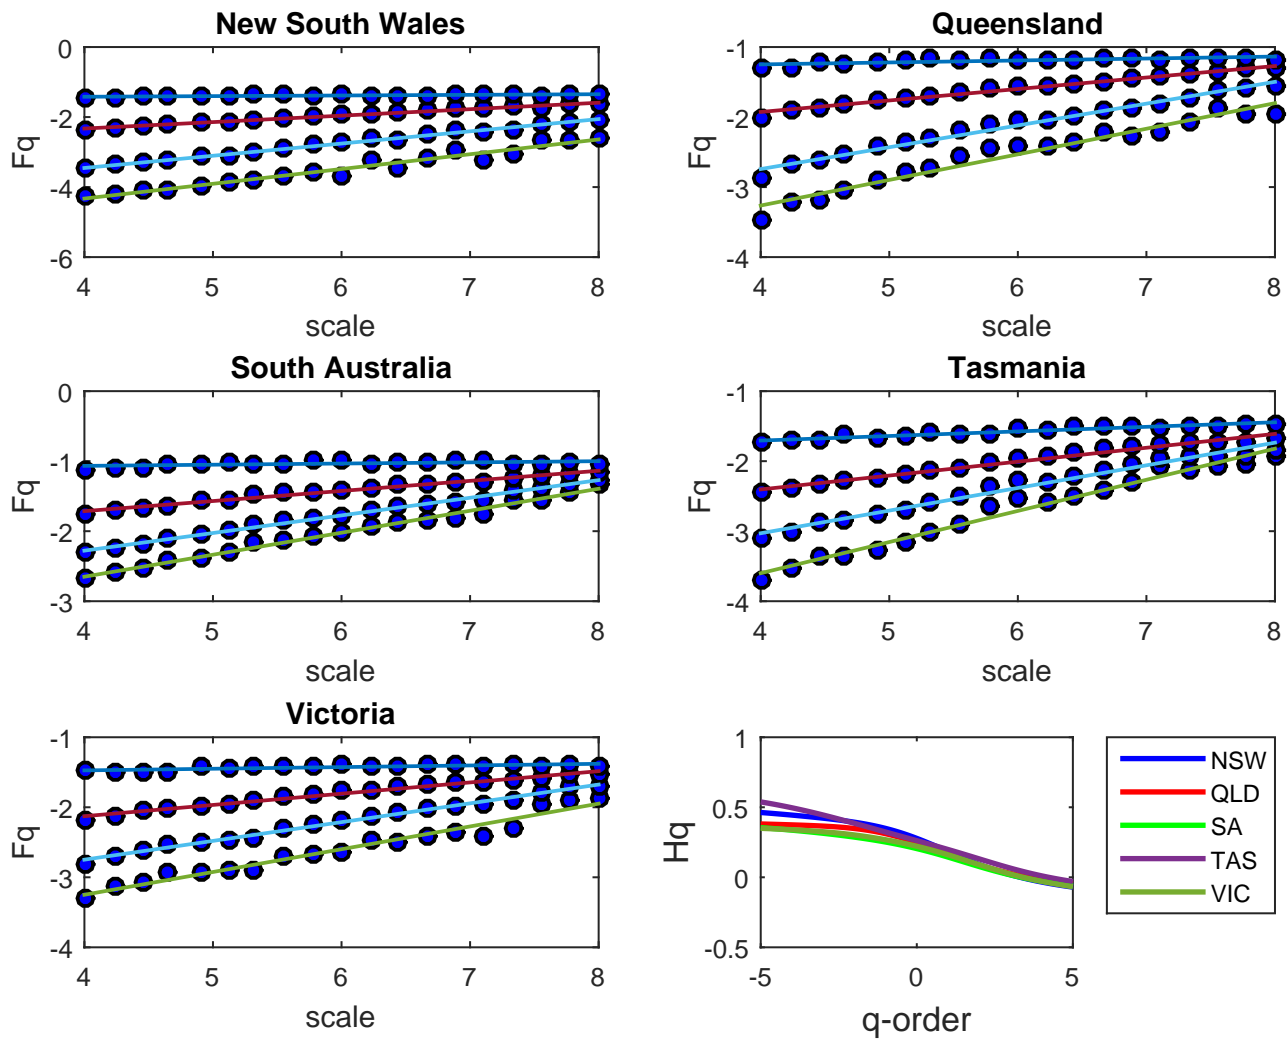 New South Wales
0
-2
-4
-6
Fq
4 5 6 7 8
scale
Queensland
-1
-2
-3
-4
Fq
4 5 6 7 8
scale
South Australia
0
-1
-2
-3
Fq
4 5 6 7 8
scale
Tasmania
-1
-2
-3
-4
Fq
4 5 6 7 8
scale
Victoria
-1
-2
-3
-4
Fq
4 5 6 7 8
scale
1
0.5
0
-0.5
Hq
-5 0 5
q-order
NSW
QLD
SA
TAS
VIC